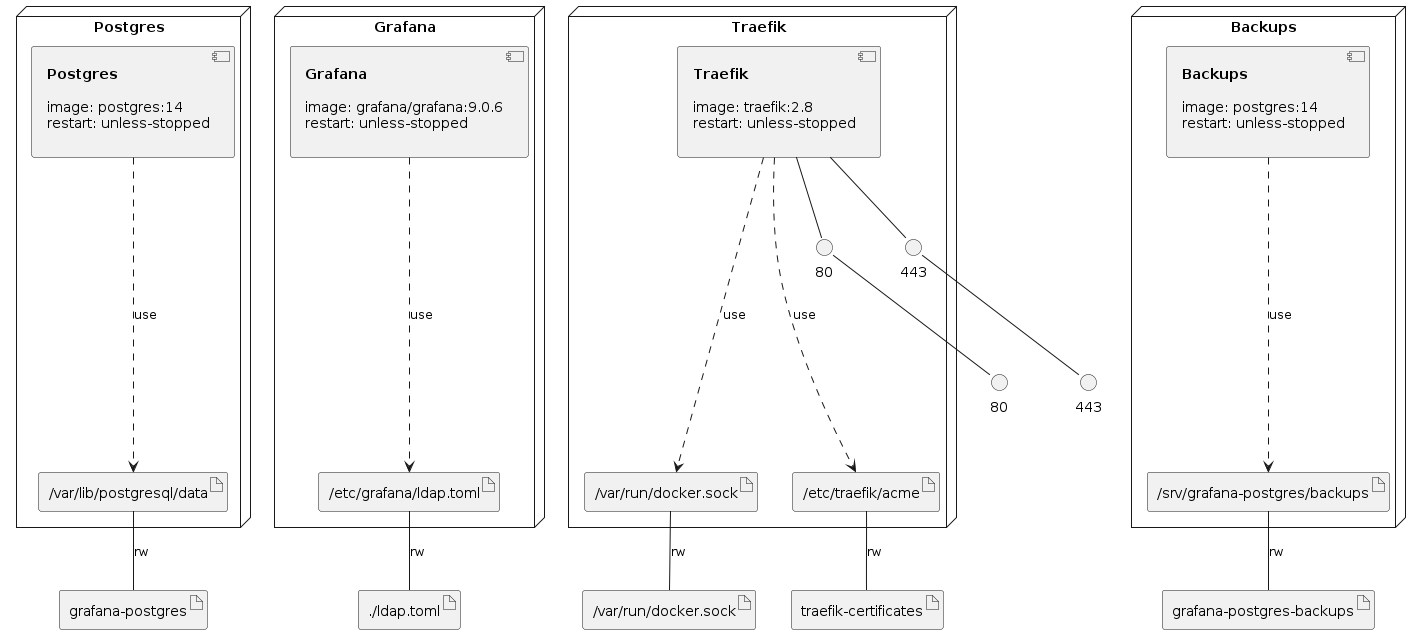 Postgres
Postgres
image: postgres:14
restart: unless-stopped
use
/var/lib/postgresql/data
rw
grafana-postgres
Grafana
Grafana
image: grafana/grafana:9.0.6
restart: unless-stopped
use
/etc/grafana/ldap.toml
rw
./ldap.toml
Traefik
Traefik
image: traefik:2.8
restart: unless-stopped
80
443
use
use
80
443
/var/run/docker.sock
/etc/traefik/acme
rw
rw
/var/run/docker.sock
traefik-certificates
Backups
Backups
image: postgres:14
restart: unless-stopped
use
/srv/grafana-postgres/backups
rw
grafana-postgres-backups